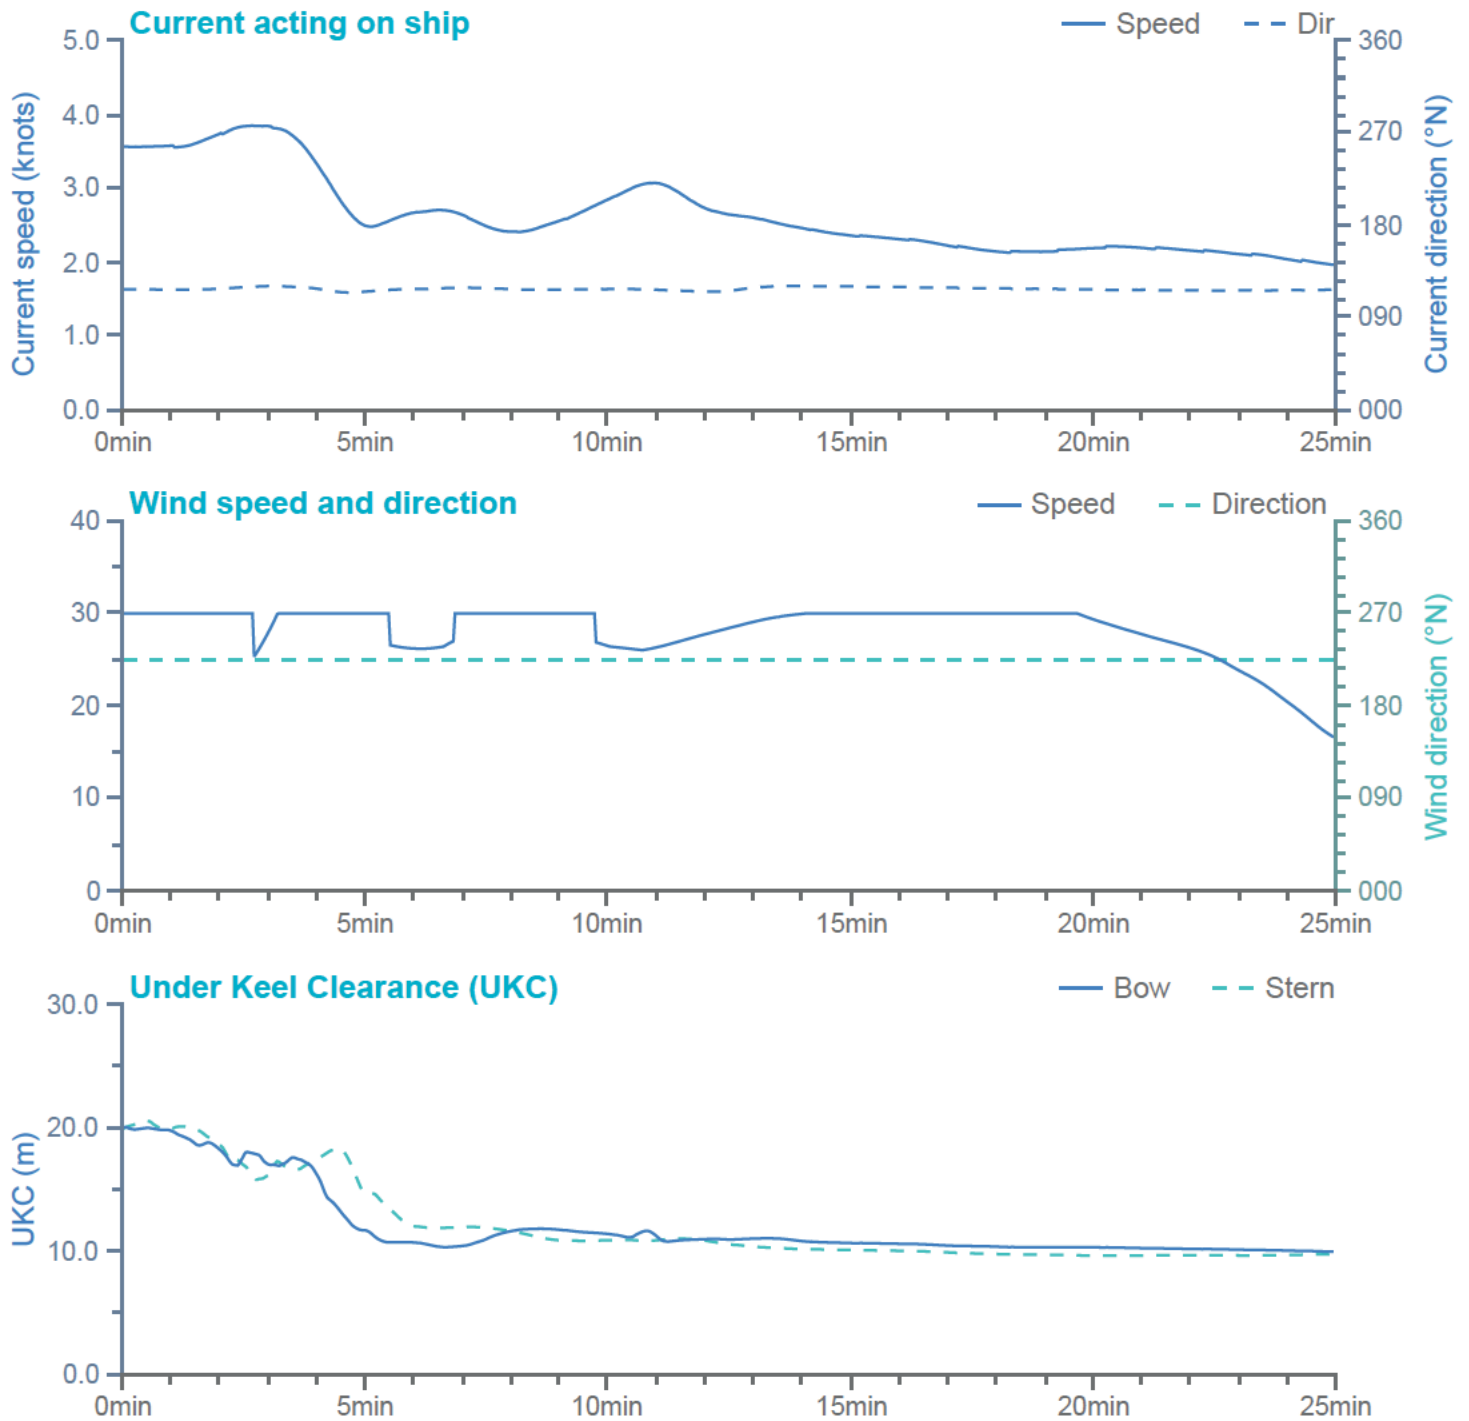 Current acting on ship
Speed
Dir
Current speed (knots)
5.0
4.0
3.0
2.0
1.0
0.0
360
270
180
090
000
Current direction (°N)
0min 5min 10min 15min 20min 25min
Wind speed and direction
Speed
Direction
40
30
20
10
0
360
270
180
090
000
Wind direction (°N)
0min 5min 10min 15min 20min 25min
Under Keel Clearance (UKC)
Bow
Stern
UKC (m)
30.0
20.0
10.0
0.0
0min 5min 10min 15min 20min 25min